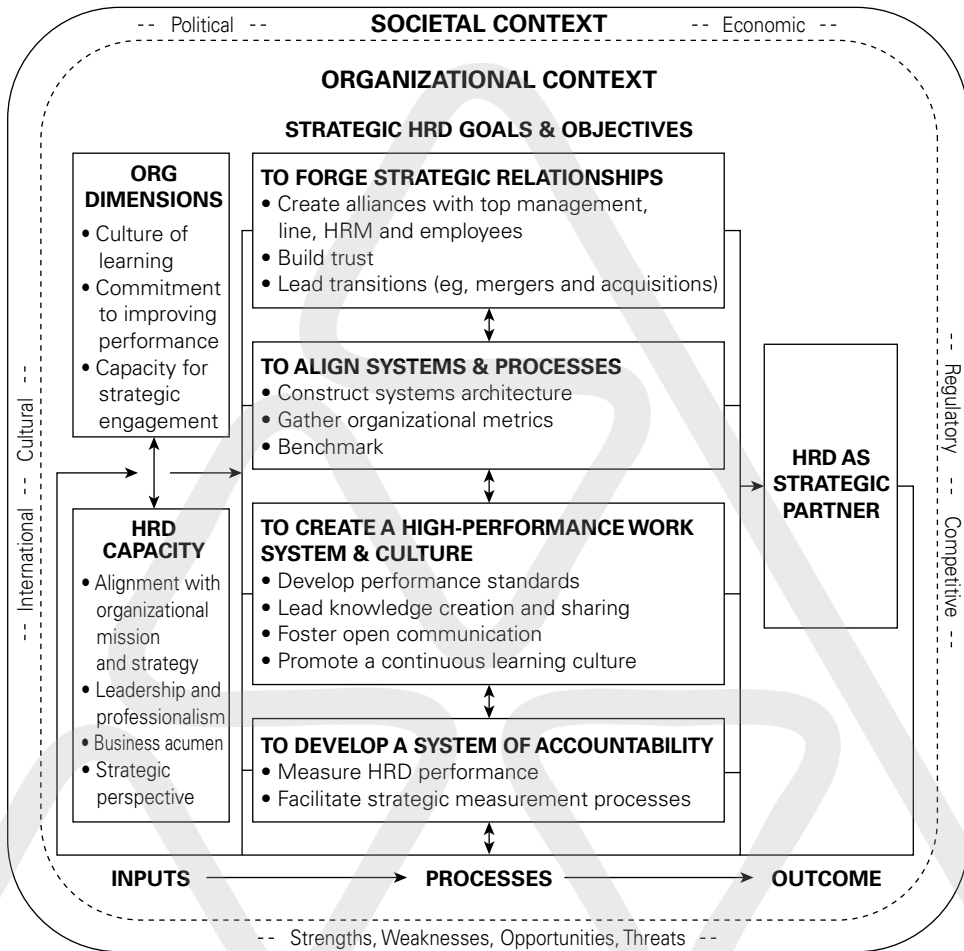 -- Political -- SOCIETAL CONTEXT -- Economic --
ORGANIZATIONAL CONTEXT
STRATEGIC HRD GOALS & OBJECTIVES
ORG
DIMENSIONS
• Culture of
learning
• Commitment
to improving
performance
• Capacity for
strategic
engagement
HRD
CAPACITY
• Alignment with
organizational
mission
and strategy
• Leadership and
professionalism
• Business acumen
• Strategic
perspective
TO FORGE STRATEGIC RELATIONSHIPS
• Create alliances with top management,
line, HRM and employees
• Build trust
• Lead transitions (eg, mergers and acquisitions)
TO ALIGN SYSTEMS & PROCESSES
• Construct systems architecture
• Gather organizational metrics
• Benchmark
TO CREATE A HIGH-PERFORMANCE WORK
SYSTEM & CULTURE
• Develop performance standards
• Lead knowledge creation and sharing
• Foster open communication
• Promote a continuous learning culture
TO DEVELOP A SYSTEM OF ACCOUNTABILITY
• Measure HRD performance
• Facilitate strategic measurement processes
HRD AS
STRATEGIC
PARTNER
INPUTS PROCESSES OUTCOME
-- International -- Cultural --
-- Regulatory -- Competitive --
-- Strengths, Weaknesses, Opportunities, Threats --